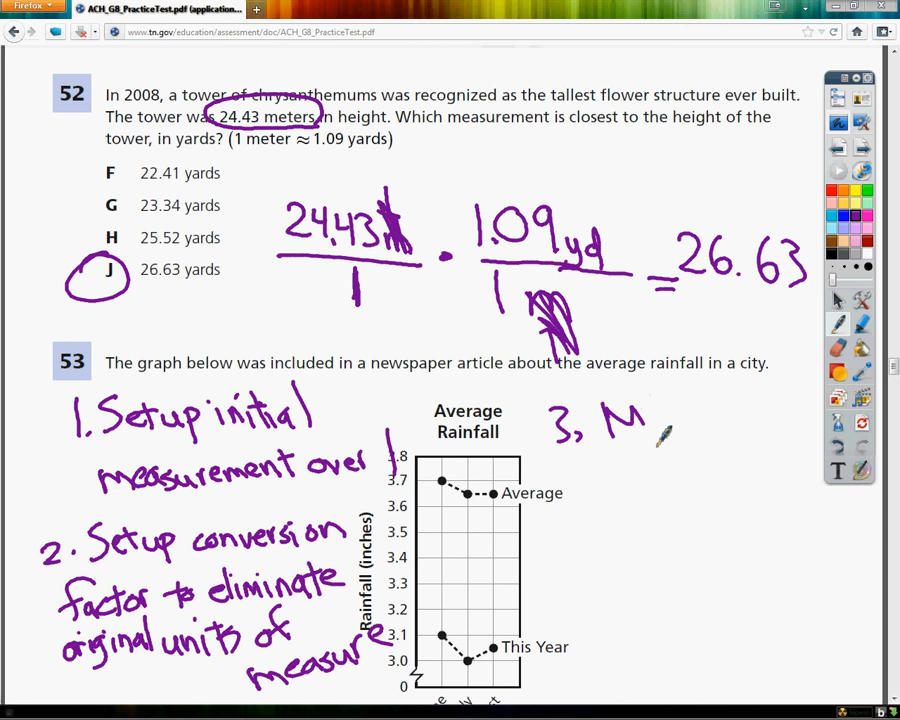 Firefox
ACH_G8_PracticeTest.pdf (application...
www.tn.gov/education/assessment/doc/ACH_G8_PracticeTest.pdf
52
In 2008, a tower of chrysanthemums was recognized as the tallest flower structure ever built.
The tower was 24.43 meters in height. Which measurement is closest to the height of the
tower, in yards? (1 meter ≈ 1.09 yards)
F 22.41 yards
G 23.34 yards
H 25.52 yards
J 26.63 yards
24.43 m · 1.09 yd = 26.63
1 1 m
53
The graph below was included in a newspaper article about the average rainfall in a city.
1. Setup initial
measurement over 1
2. Setup conversion
factor to eliminate
original units of
measure
3, M
Average
Rainfall
Rainfall (inches)
3.8
3.7
3.6
3.5
3.4
3.3
3.2
3.1
3.0
0
Average
This Year
T